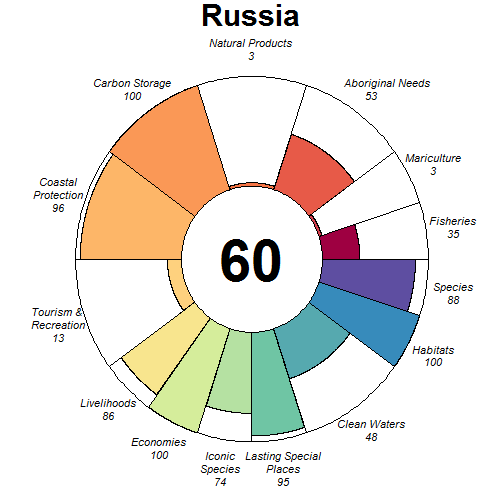 Russia
Natural Products
3
Carbon Storage
100
Aboriginal Needs
53
Mariculture
3
Coastal
Protection
96
Fisheries
35
60
Species
88
Tourism &
Recreation
13
Habitats
100
Livelihoods
86
Clean Waters
48
Economies
100
Iconic
Species
74
Lasting Special
Places
95